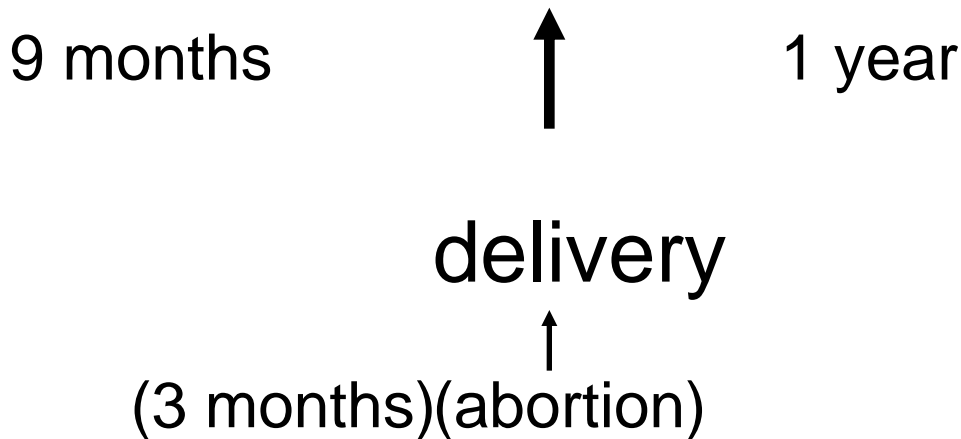 9 months 1 year
delivery
(3 months)(abortion)